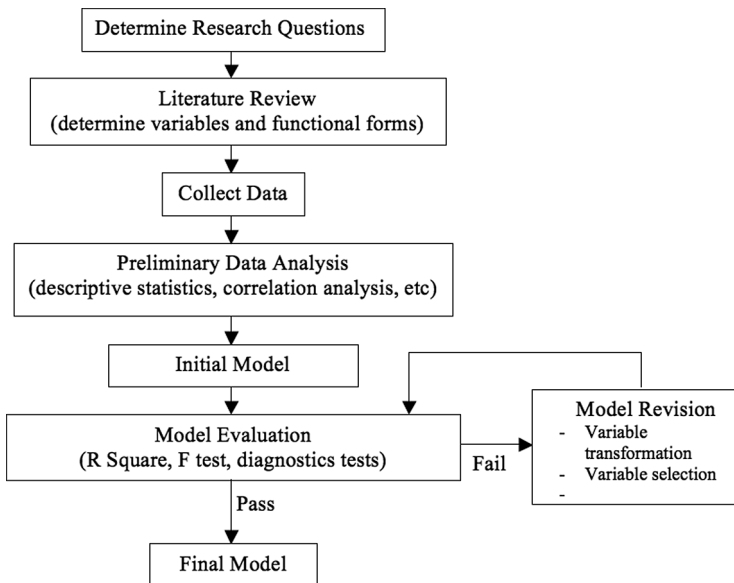 Determine Research Questions
Literature Review
(determine variables and functional forms)
Collect Data
Preliminary Data Analysis
(descriptive statistics, correlation analysis, etc)
Initial Model
Model Evaluation
(R Square, F test, diagnostics tests)
Fail
Model Revision
- Variable
transformation
- Variable selection
-
Pass
Final Model